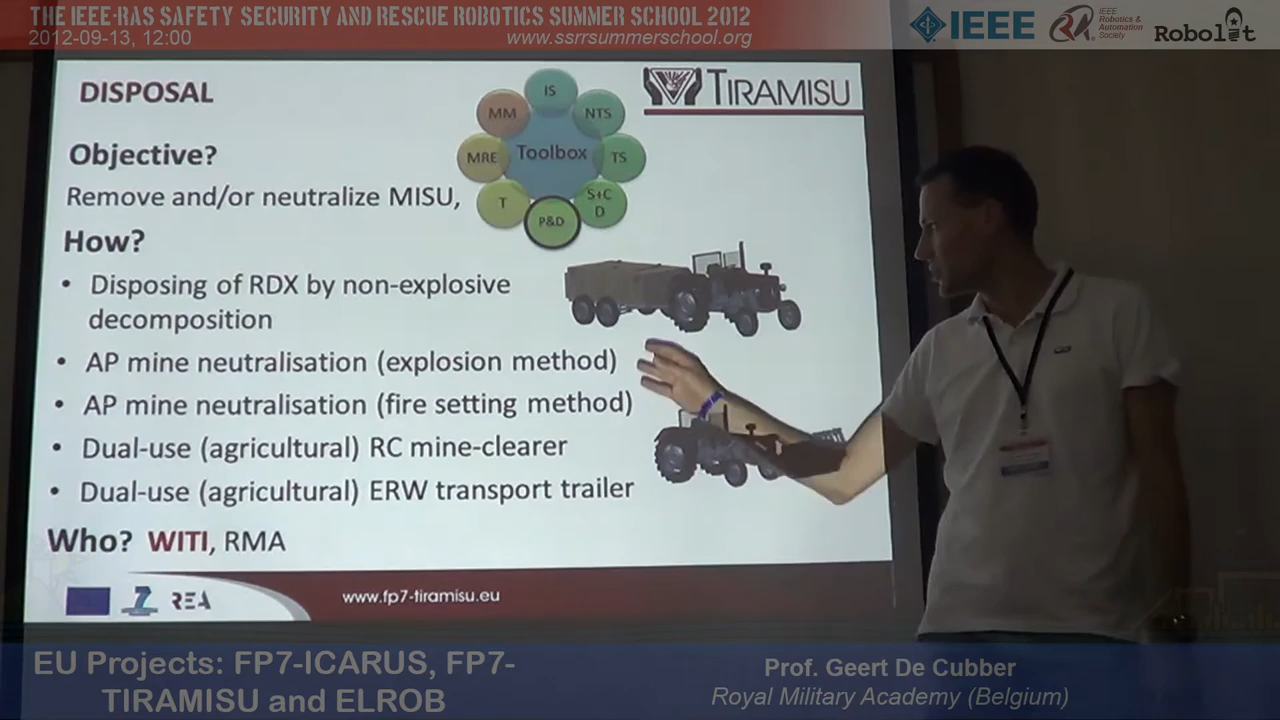 THE IEEE-RAS SAFETY SECURITY AND RESCUE ROBOTICS SUMMER SCHOOL 2012
2012-09-13, 12:00
www.ssrrsummerschool.org
IEEE
IEEE
Robotics &
Automation
Society
Robolit
DISPOSAL
TIRAMISU
IS
MM
NTS
MRE
Toolbox
TS
T
S+C
D
P&D
Objective?
Remove and/or neutralize MISU,
How?
• Disposing of RDX by non-explosive
decomposition
• AP mine neutralisation (explosion method)
• AP mine neutralisation (fire setting method)
• Dual-use (agricultural) RC mine-clearer
• Dual-use (agricultural) ERW transport trailer
Who? WITI, RMA
7
REA
www.fp7-tiramisu.eu
EU Projects: FP7-ICARUS, FP7-
TIRAMISU and ELROB
Prof. Geert De Cubber
Royal Military Academy (Belgium)